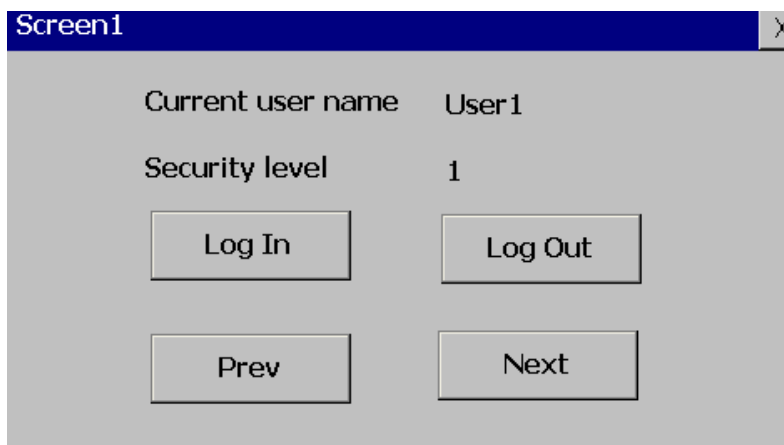 Screen1 X
Current user name User1
Security level 1
Log In Log Out
Prev Next